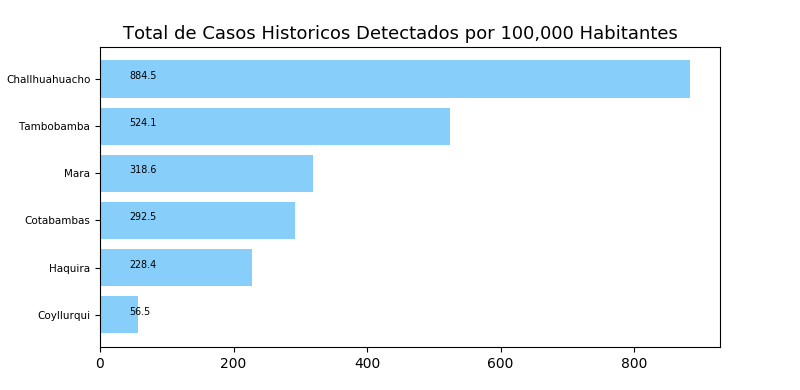 Total de Casos Historicos Detectados por 100,000 Habitantes
Challhuahuacho 884.5
Tambobamba 524.1
Mara 318.6
Cotabambas 292.5
Haquira 228.4
Coyllurqui 56.5
0 200 400 600 800